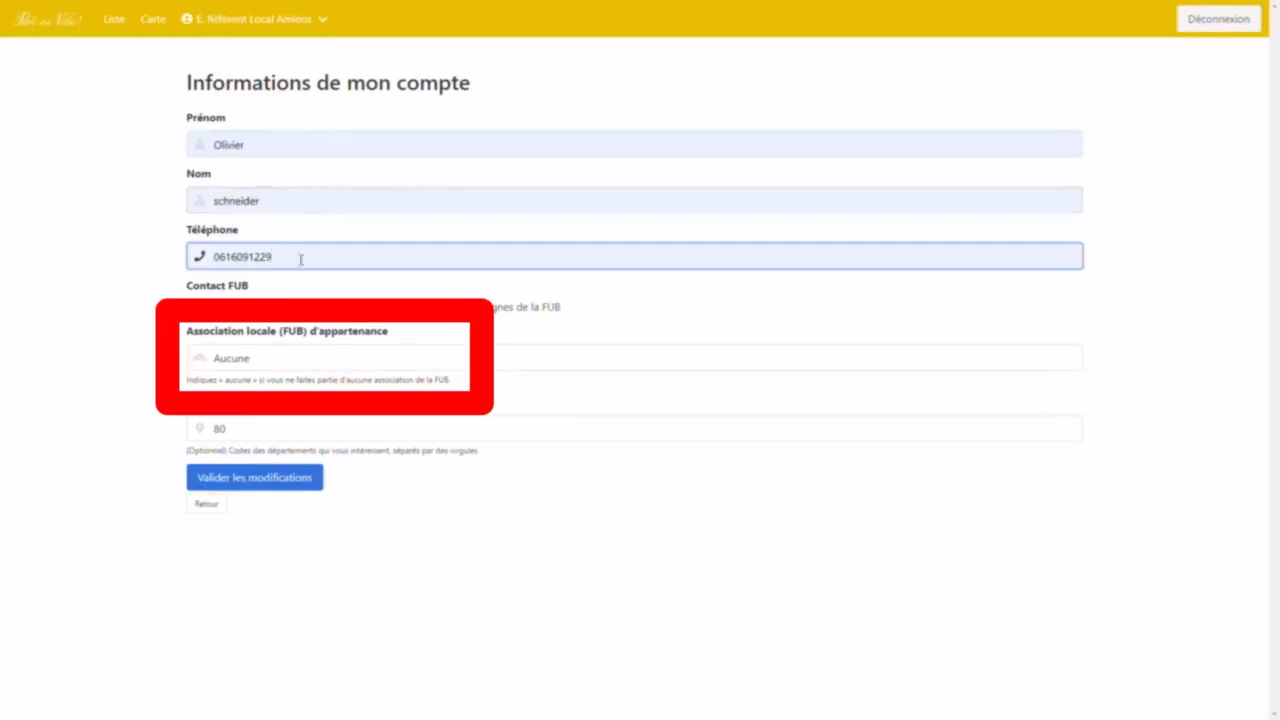 Liste Carte E. Référent Local Amiens Déconnexion
Informations de mon compte
Prénom
Olivier
Nom
schneider
Téléphone
0616091229
Contact FUB
gnes de la FUB
Association locale (FUB) d'appartenance
Aucune
Indiquez « aucune » si vous ne faites partie d'aucune association de la FUB.
80
(Optionnel) Codes des départements qui vous intéressent, séparés par des virgules
Valider les modifications
Retour